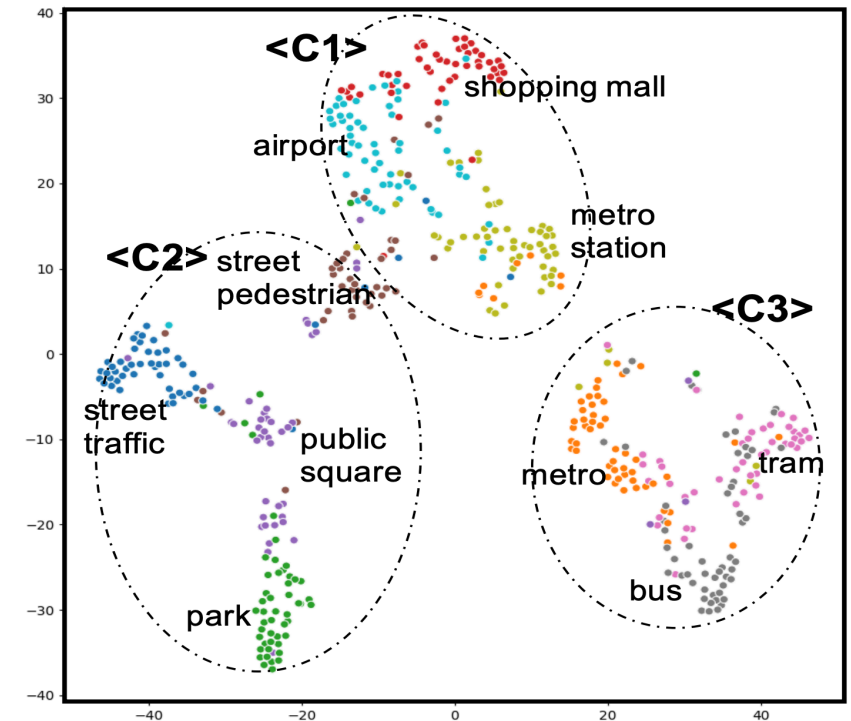 40
<C1>
shopping mall
30
airport
20
metro
station
<C2>
street
pedestrian
10
<C3>
0
street
traffic
public
square
−10
metro
tram
−20
bus
park
−30
−40
−40
−20
0
20
40